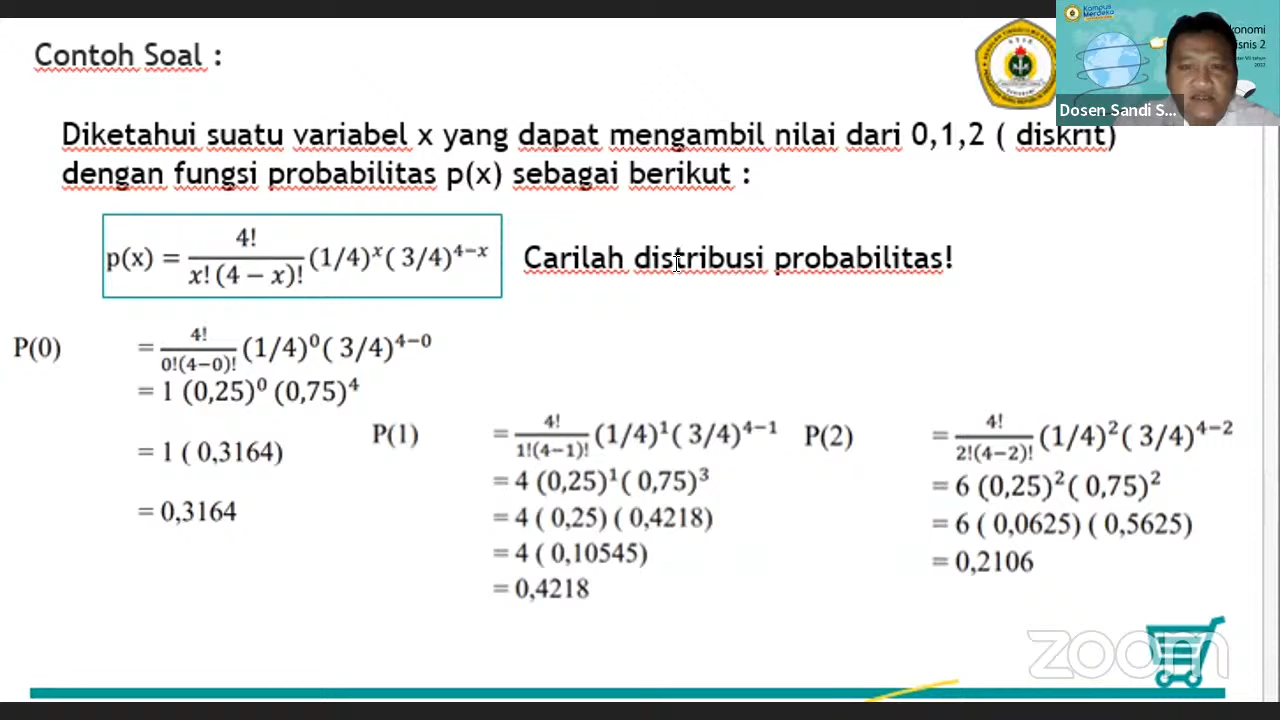 Contoh Soal :
Kampus
Merdeka
konomi
isnis 2
Dosen Sandi S...
Diketahui suatu variabel x yang dapat mengambil nilai dari 0,1,2 ( diskrit)
dengan fungsi probabilitas p(x) sebagai berikut :
p(x) = 4!/x! (4 − x)! (1/4)ˣ( 3/4)⁴⁻ˣ
Carilah distribusi probabilitas!
P(0) = 4!/0!(4−0)! (1/4)⁰( 3/4)⁴⁻⁰
= 1 (0,25)⁰ (0,75)⁴
= 1 ( 0,3164)
= 0,3164
P(1) = 4!/1!(4−1)! (1/4)¹( 3/4)⁴⁻¹
= 4 (0,25)¹( 0,75)³
= 4 ( 0,25) ( 0,4218)
= 4 ( 0,10545)
= 0,4218
P(2) = 4!/2!(4−2)! (1/4)²( 3/4)⁴⁻²
= 6 (0,25)²( 0,75)²
= 6 ( 0,0625) ( 0,5625)
= 0,2106
zoom